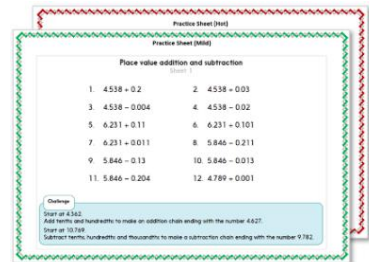 Practice Sheet (Hot)
Practice Sheet (Mild)
Place value addition and subtraction
Sheet 1
1. 4.538 + 0.2 2. 4.538 + 0.03
3. 4.538 – 0.004 4. 4.538 – 0.02
5. 6.231 + 0.11 6. 6.231 + 0.101
7. 6.231 + 0.011 8. 5.846 – 0.211
9. 5.846 – 0.13 10. 5.846 – 0.013
11. 5.846 – 0.204 12. 4.789 + 0.001
Challenge
Start at 4.362.
Add tenths and hundredths to make an addition chain ending with the number 4.627.
Start at 10.769.
Subtract tenths, hundredths and thousandths to make a subtraction chain ending with the number 9.782.